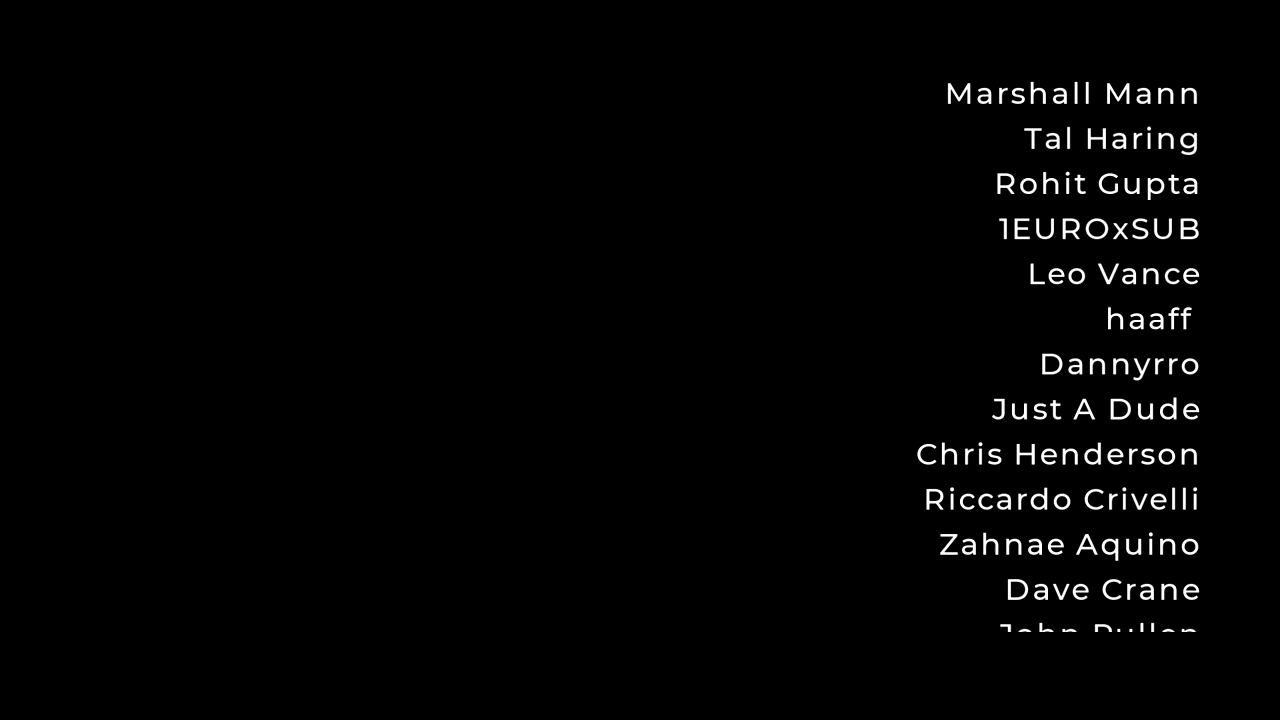 Marshall Mann
Tal Haring
Rohit Gupta
1EUROxSUB
Leo Vance
haaff
Dannyrro
Just A Dude
Chris Henderson
Riccardo Crivelli
Zahnae Aquino
Dave Crane
John